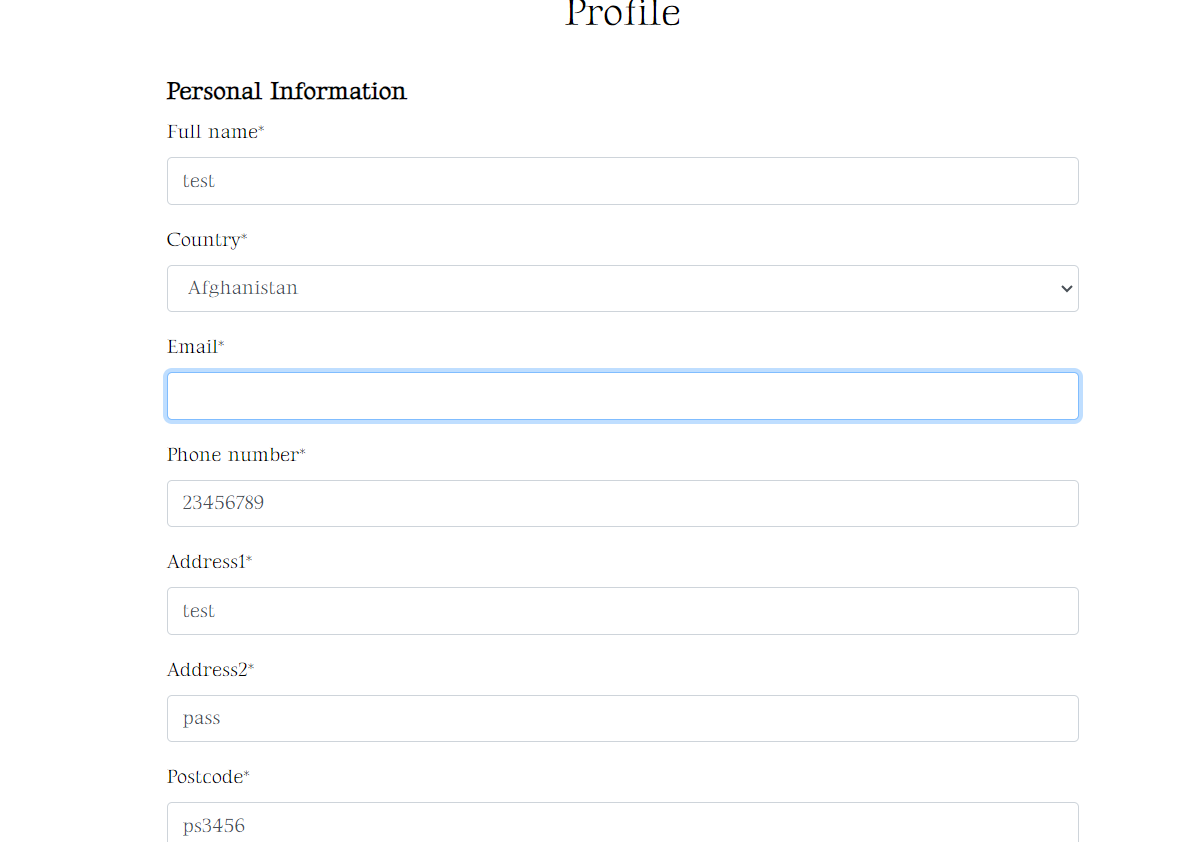 Profile
Personal Information
Full name*
test
Country*
Afghanistan
Email*
Phone number*
23456789
Address1*
test
Address2*
pass
Postcode*
ps3456